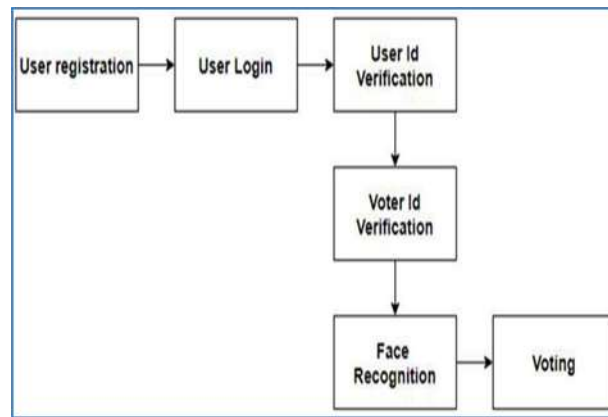 User registration
User Login
User Id
Verification
Voter Id
Verification
Face
Recognition
Voting